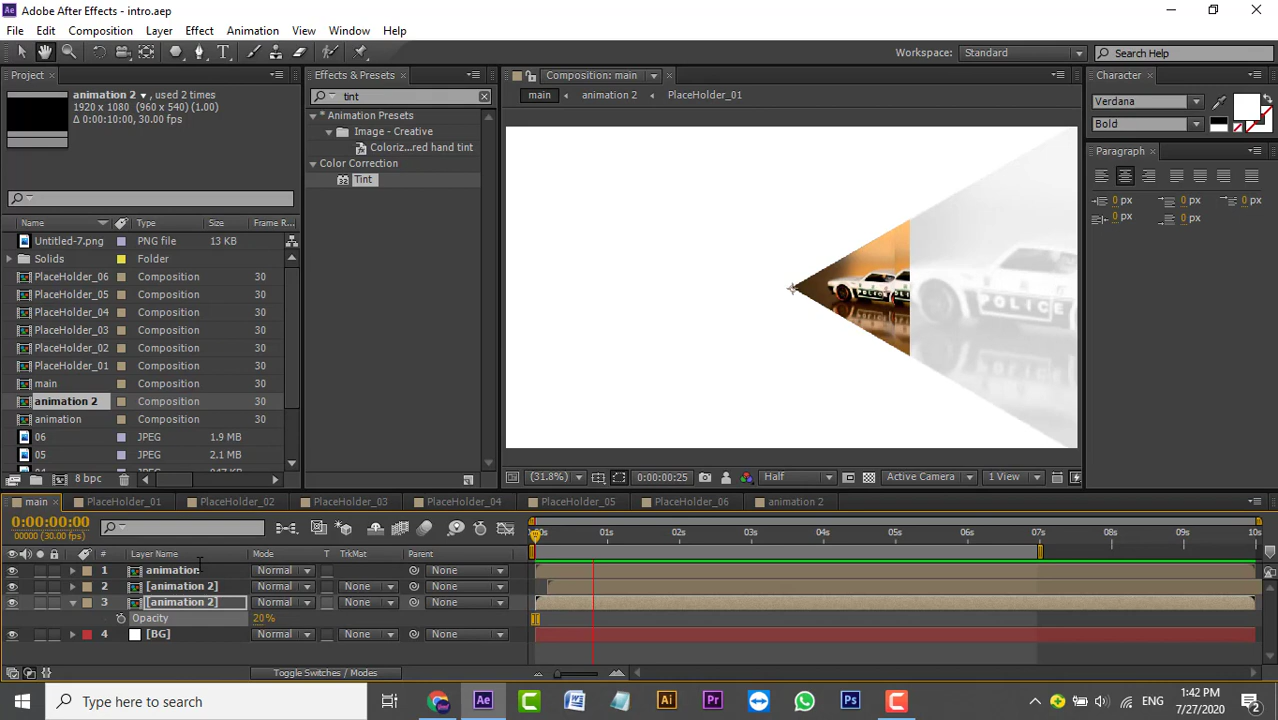 Adobe After Effects - intro.aep
File Edit Composition Layer Effect Animation View Window Help
Workspace: Standard Search Help
Project Effects & Presets Composition: main Character
animation 2 , used 2 times
1920 x 1080 (960 x 540) (1.00)
Δ 0:00:10:00, 30.00 fps
tint
main animation 2 PlaceHolder_01
Verdana
Bold
* Animation Presets
Image - Creative
Coloriz...red hand tint
Color Correction
Tint
Paragraph
0 px 0 px 0 px
0 px 0 px
Name Type Size Frame R...
Untitled-7.png PNG file 13 KB
Solids Folder
PlaceHolder_06 Composition 30
PlaceHolder_05 Composition 30
PlaceHolder_04 Composition 30
PlaceHolder_03 Composition 30
PlaceHolder_02 Composition 30
PlaceHolder_01 Composition 30
main Composition 30
animation 2 Composition 30
animation Composition 30
06 JPEG 1.9 MB
05 JPEG 2.1 MB
POLICE
POLICE
8 bpc
(31.8%) 0:00:00:25 Half Active Camera 1 View
main PlaceHolder_01 PlaceHolder_02 PlaceHolder_03 PlaceHolder_04 PlaceHolder_05 PlaceHolder_06 animation 2
0:00:00:00
00000 (30.00 fps)
01s 02s 03s 04s 05s 06s 07s 08s 09s 10s
# Layer Name Mode T TrkMat Parent
1 animation Normal None
2 [animation 2] Normal None None
3 [animation 2] Normal None None
Opacity 20%
4 [BG] Normal None None
Toggle Switches / Modes
Type here to search
ENG
1:42 PM
7/27/2020